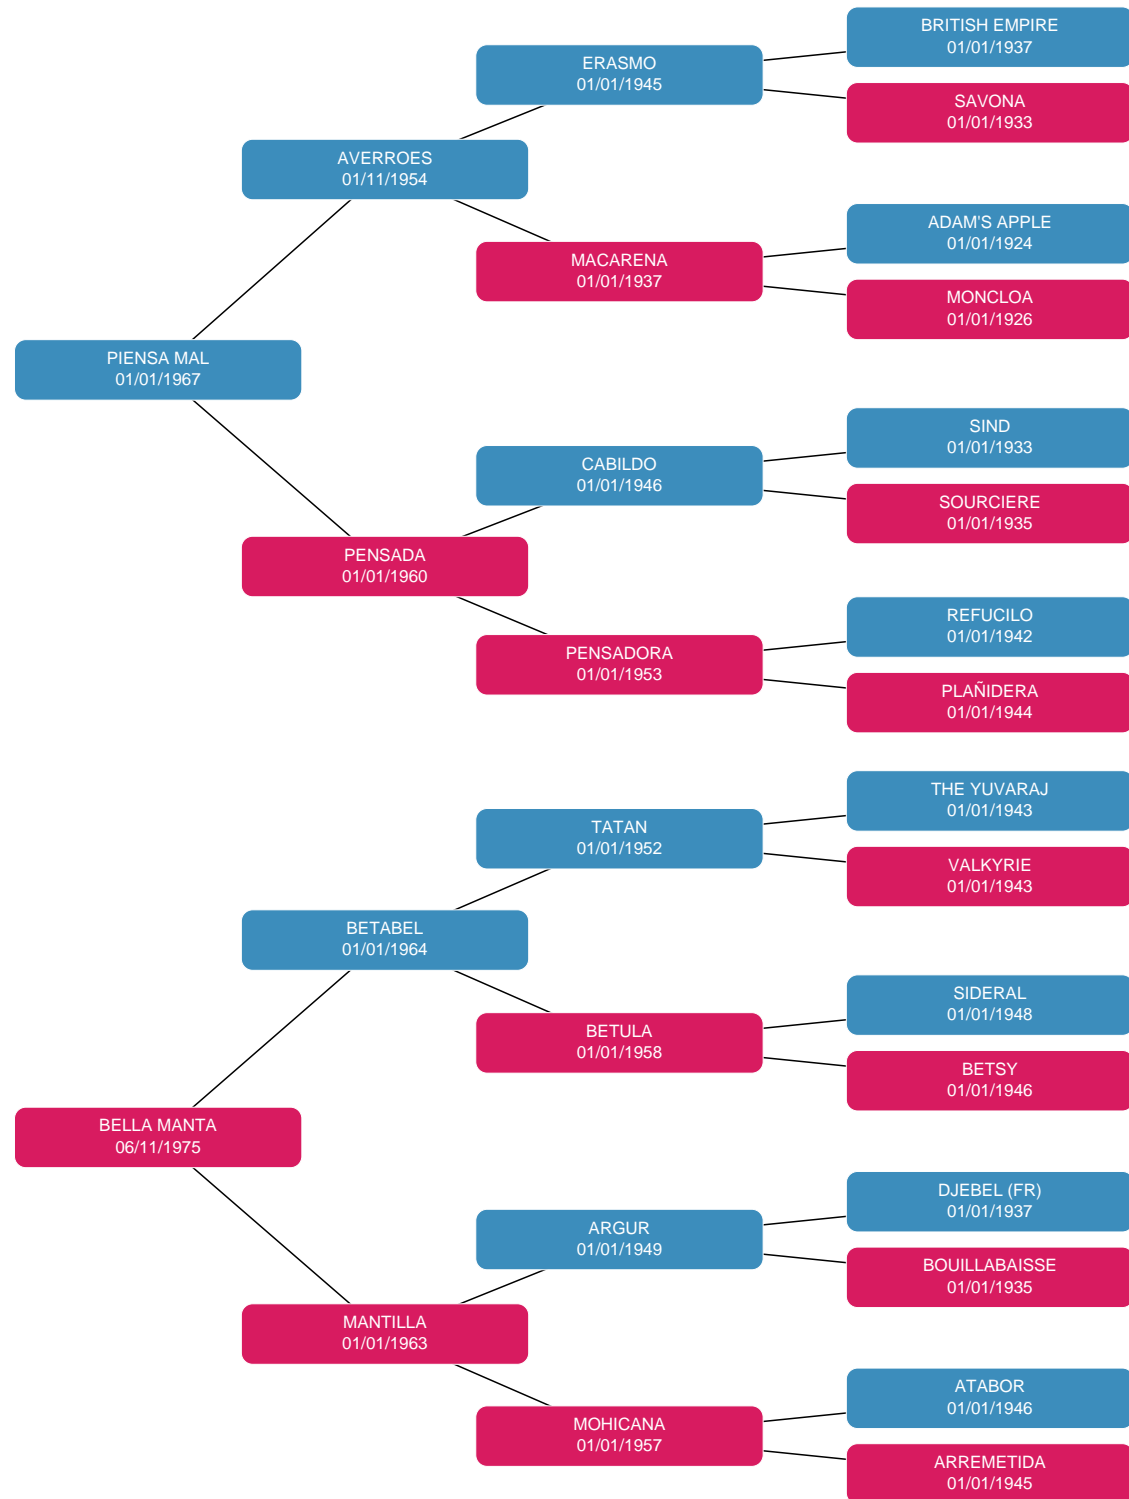 BRITISH EMPIRE
01/01/1937
ERASMO
01/01/1945
SAVONA
01/01/1933
AVERROES
01/11/1954
ADAM'S APPLE
01/01/1924
MACARENA
01/01/1937
MONCLOA
01/01/1926
PIENSA MAL
01/01/1967
SIND
01/01/1933
CABILDO
01/01/1946
SOURCIERE
01/01/1935
PENSADA
01/01/1960
REFUCILO
01/01/1942
PENSADORA
01/01/1953
PLAÑIDERA
01/01/1944
THE YUVARAJ
01/01/1943
TATAN
01/01/1952
VALKYRIE
01/01/1943
BETABEL
01/01/1964
SIDERAL
01/01/1948
BETULA
01/01/1958
BETSY
01/01/1946
BELLA MANTA
06/11/1975
DJEBEL (FR)
01/01/1937
ARGUR
01/01/1949
BOUILLABAISSE
01/01/1935
MANTILLA
01/01/1963
ATABOR
01/01/1946
MOHICANA
01/01/1957
ARREMETIDA
01/01/1945